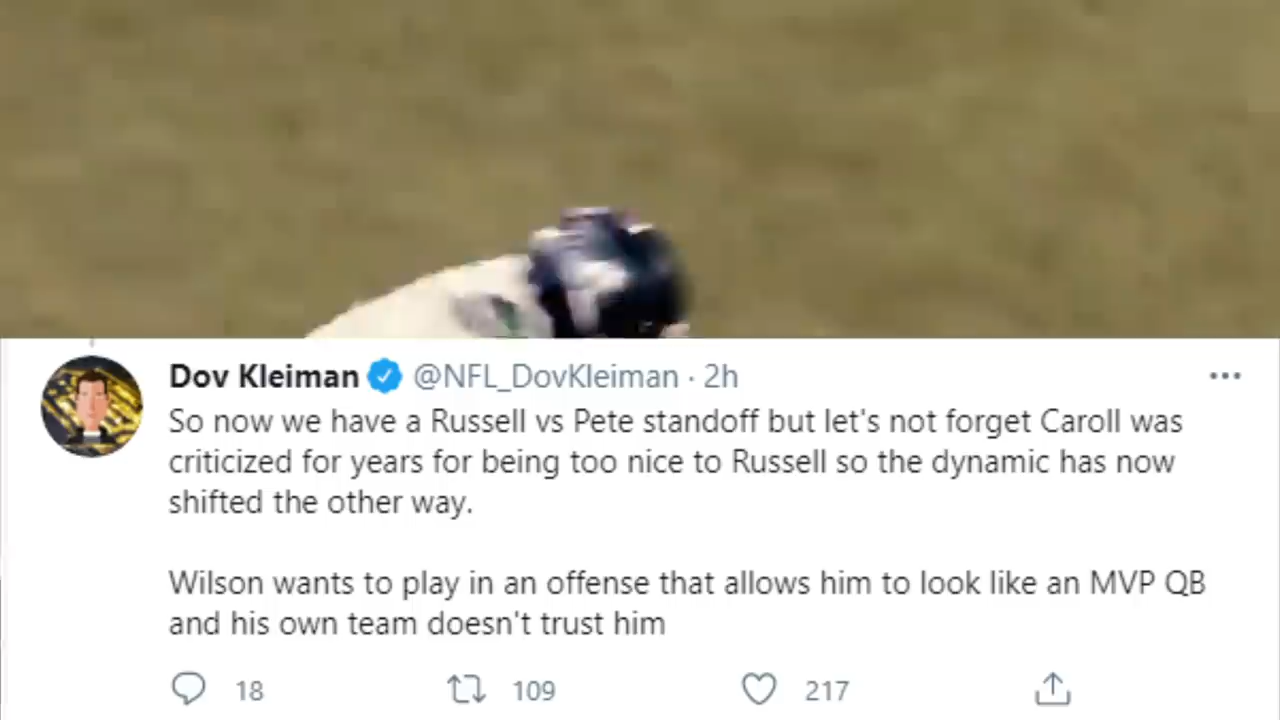 Dov Kleiman @NFL_DovKleiman · 2h
So now we have a Russell vs Pete standoff but let's not forget Caroll was
criticized for years for being too nice to Russell so the dynamic has now
shifted the other way.
Wilson wants to play in an offense that allows him to look like an MVP QB
and his own team doesn't trust him
18 109 217